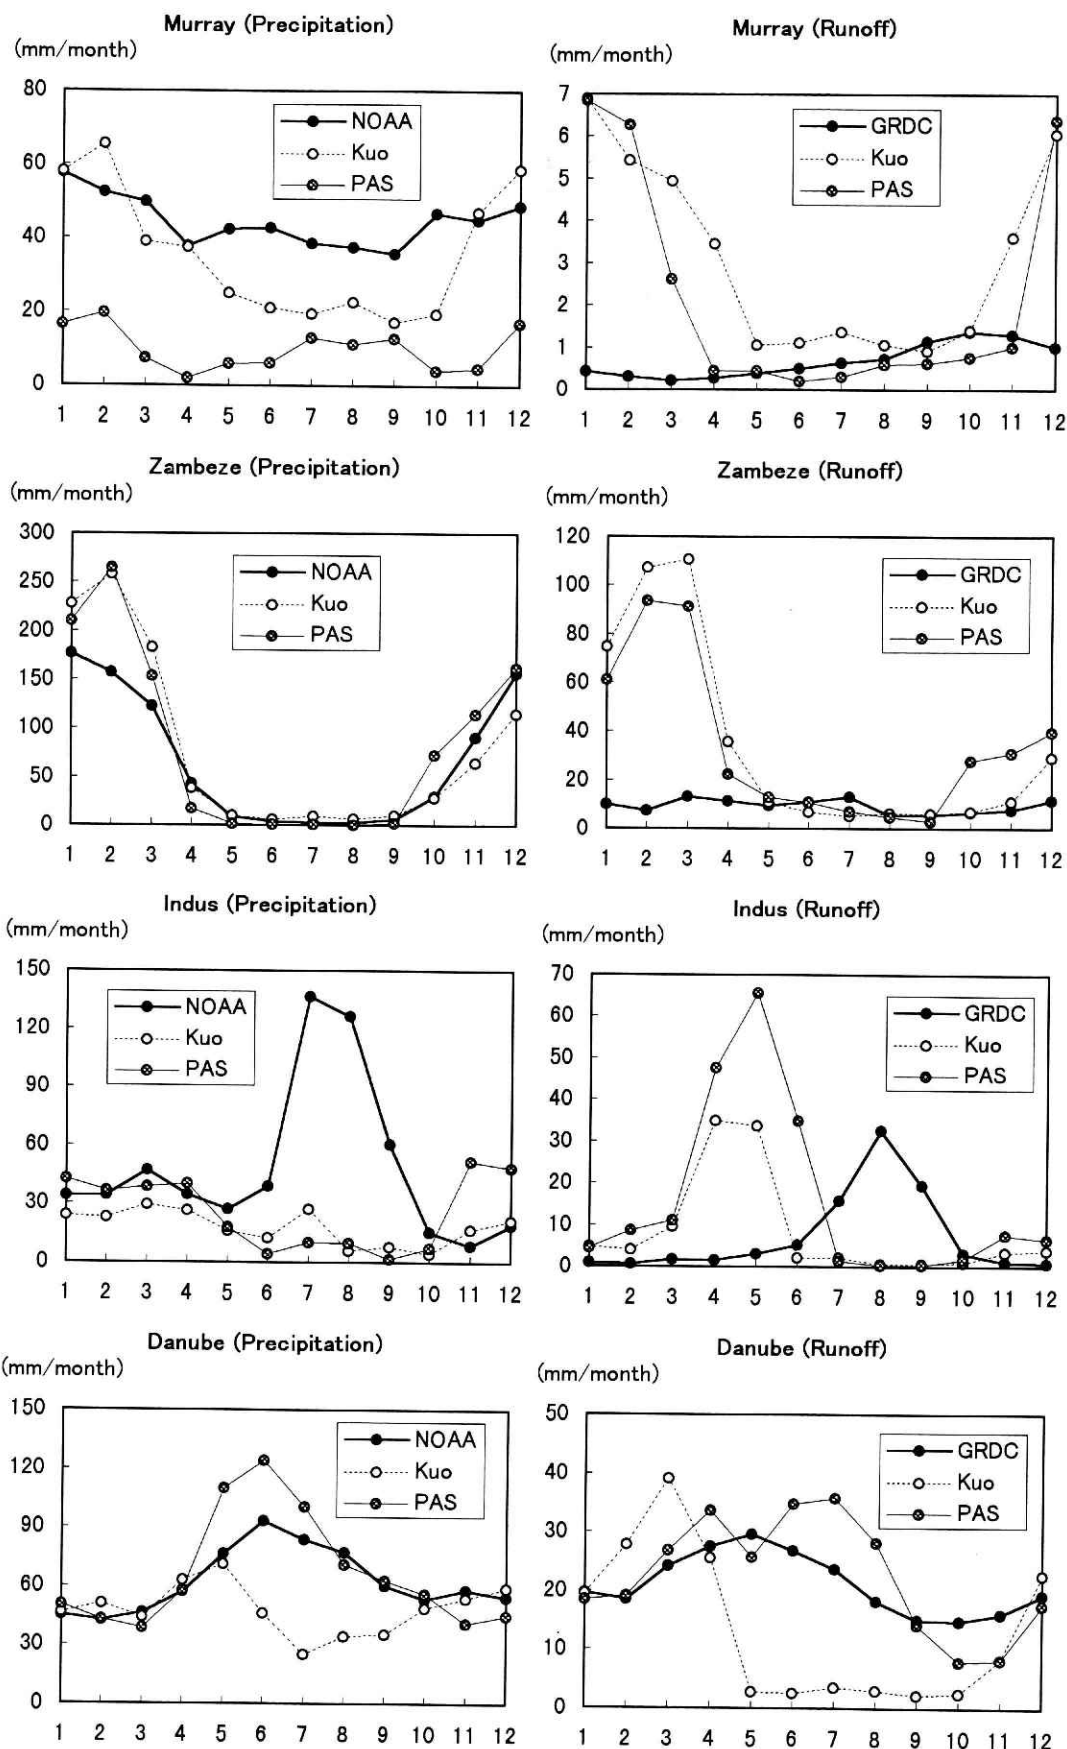 Murray (Precipitation)
(mm/month)
80
60
40
20
0
NOAA
Kuo
PAS
1 2 3 4 5 6 7 8 9 10 11 12
Murray (Runoff)
(mm/month)
7
6
5
4
3
2
1
0
GRDC
Kuo
PAS
1 2 3 4 5 6 7 8 9 10 11 12
Zambeze (Precipitation)
(mm/month)
300
250
200
150
100
50
0
NOAA
Kuo
PAS
1 2 3 4 5 6 7 8 9 10 11 12
Zambeze (Runoff)
(mm/month)
120
100
80
60
40
20
0
GRDC
Kuo
PAS
1 2 3 4 5 6 7 8 9 10 11 12
Indus (Precipitation)
(mm/month)
150
120
90
60
30
0
NOAA
Kuo
PAS
1 2 3 4 5 6 7 8 9 10 11 12
Indus (Runoff)
(mm/month)
70
60
50
40
30
20
10
0
GRDC
Kuo
PAS
1 2 3 4 5 6 7 8 9 10 11 12
Danube (Precipitation)
(mm/month)
150
120
90
60
30
0
NOAA
Kuo
PAS
1 2 3 4 5 6 7 8 9 10 11 12
Danube (Runoff)
(mm/month)
50
40
30
20
10
0
GRDC
Kuo
PAS
1 2 3 4 5 6 7 8 9 10 11 12